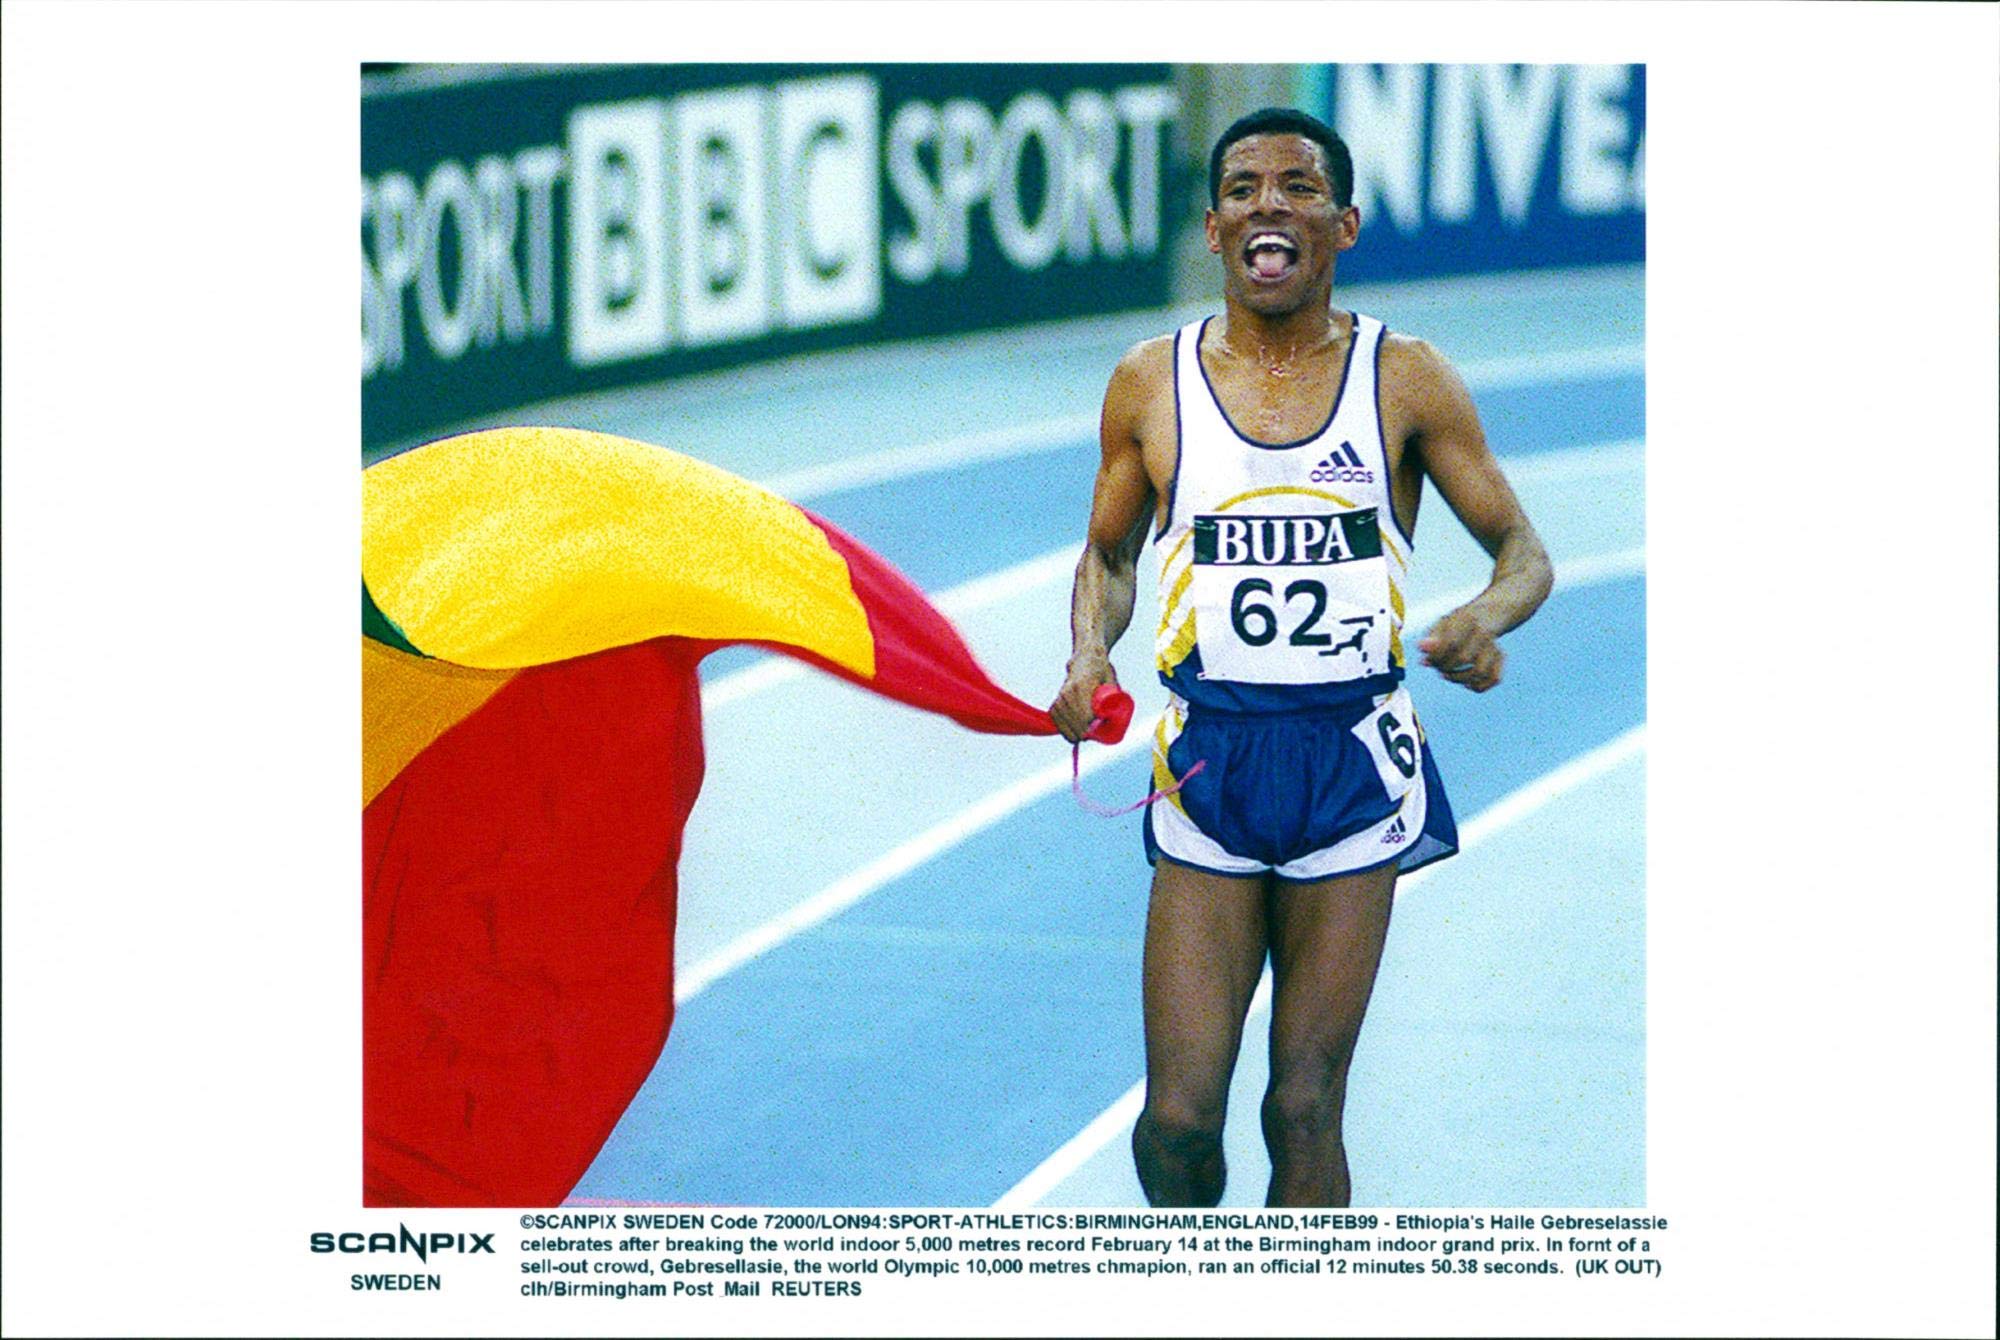 SPORT BBC SPORT
NIVEA
adidas
BUPA
62
6
adidas
SCANPIX
SWEDEN
©SCANPIX SWEDEN Code 72000/LON94:SPORT-ATHLETICS:BIRMINGHAM,ENGLAND,14FEB99 - Ethiopia's Haile Gebreselassie
celebrates after breaking the world indoor 5,000 metres record February 14 at the Birmingham indoor grand prix. In fornt of a
sell-out crowd, Gebresellasie, the world Olympic 10,000 metres chmapion, ran an official 12 minutes 50.38 seconds. (UK OUT)
clh/Birmingham Post Mail REUTERS